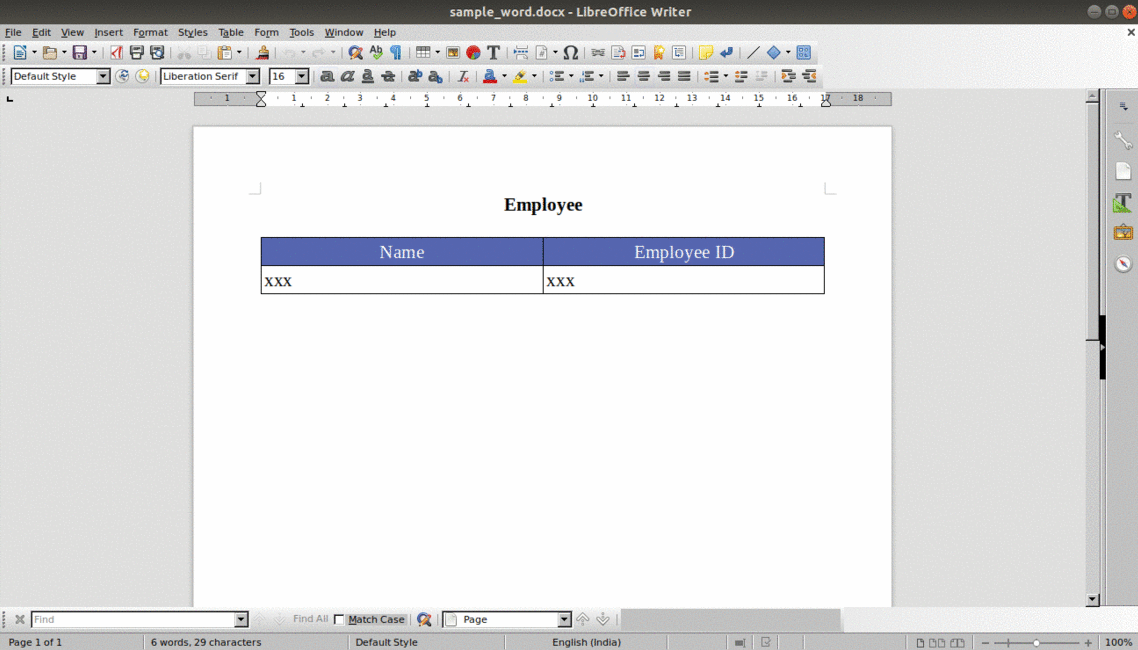 sample_word.docx - LibreOffice Writer
File Edit View Insert Format Styles Table Form Tools Window Help
Default Style Liberation Serif 16
1 1 2 3 4 5 6 7 8 9 10 11 12 13 14 15 16 17 18
Employee
Name Employee ID
xxx xxx
Find Find All Match Case Page
Page 1 of 1 6 words, 29 characters Default Style English (India) 100%